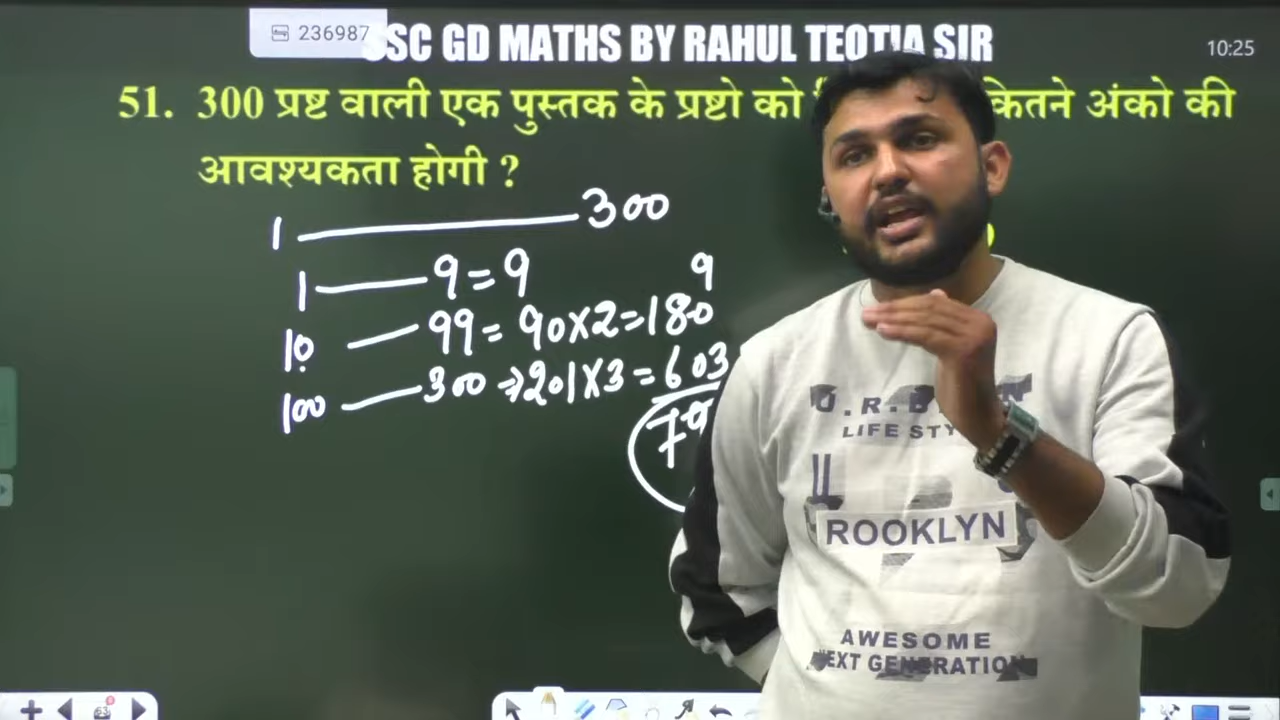 236987
SSC GD MATHS BY RAHUL TEOTIA SIR
10:25
51. 300 प्रष्ट वाली एक पुस्तक के प्रष्टो को कितने अंको की
आवश्यकता होगी ?
1 — 300
1 — 9 = 9 9
10 — 99 = 90×2=180
100 — 300 ⇒ 201×3 = 603
U.R.B
LIFE STY
ROOKLYN
AWESOME
NEXT GENERATION
63